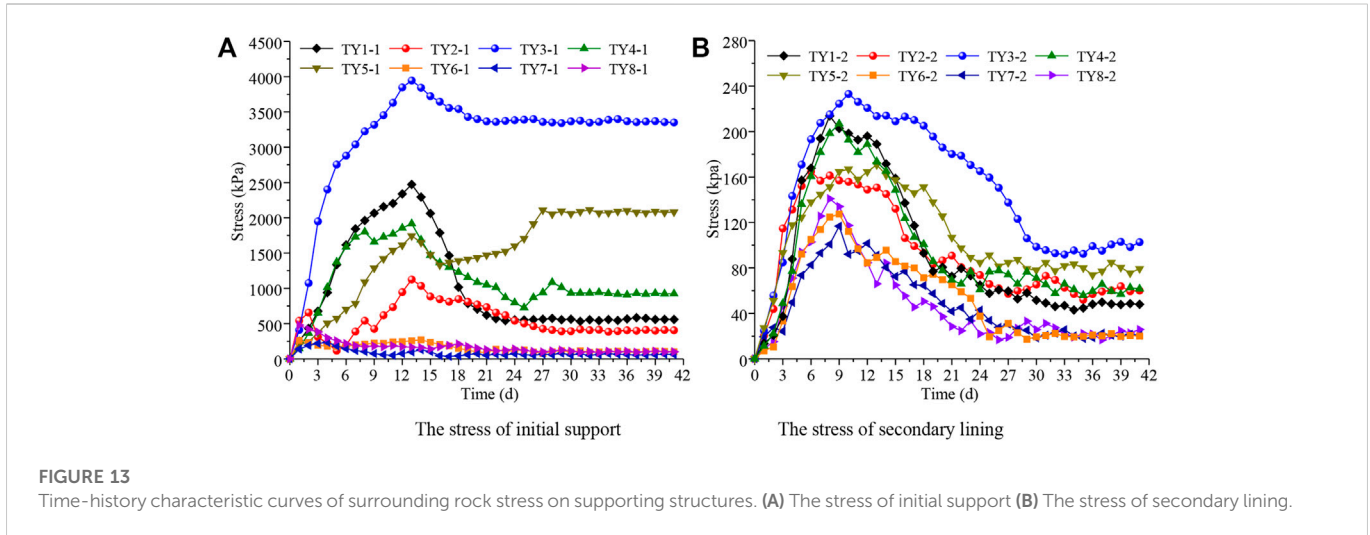 A
4500
4000
3500
3000
2500
2000
1500
1000
500
0
Stress (kPa)
TY1-1 TY2-1 TY3-1 TY4-1
TY5-1 TY6-1 TY7-1 TY8-1
0 3 6 9 12 15 18 21 24 27 30 33 36 39 42
Time (d)
The stress of initial support
B
280
240
200
160
120
80
40
0
Stress (kpa)
TY1-2 TY2-2 TY3-2 TY4-2
TY5-2 TY6-2 TY7-2 TY8-2
0 3 6 9 12 15 18 21 24 27 30 33 36 39 42
Time (d)
The stress of secondary lining
FIGURE 13
Time-history characteristic curves of surrounding rock stress on supporting structures. (A) The stress of initial support (B) The stress of secondary lining.